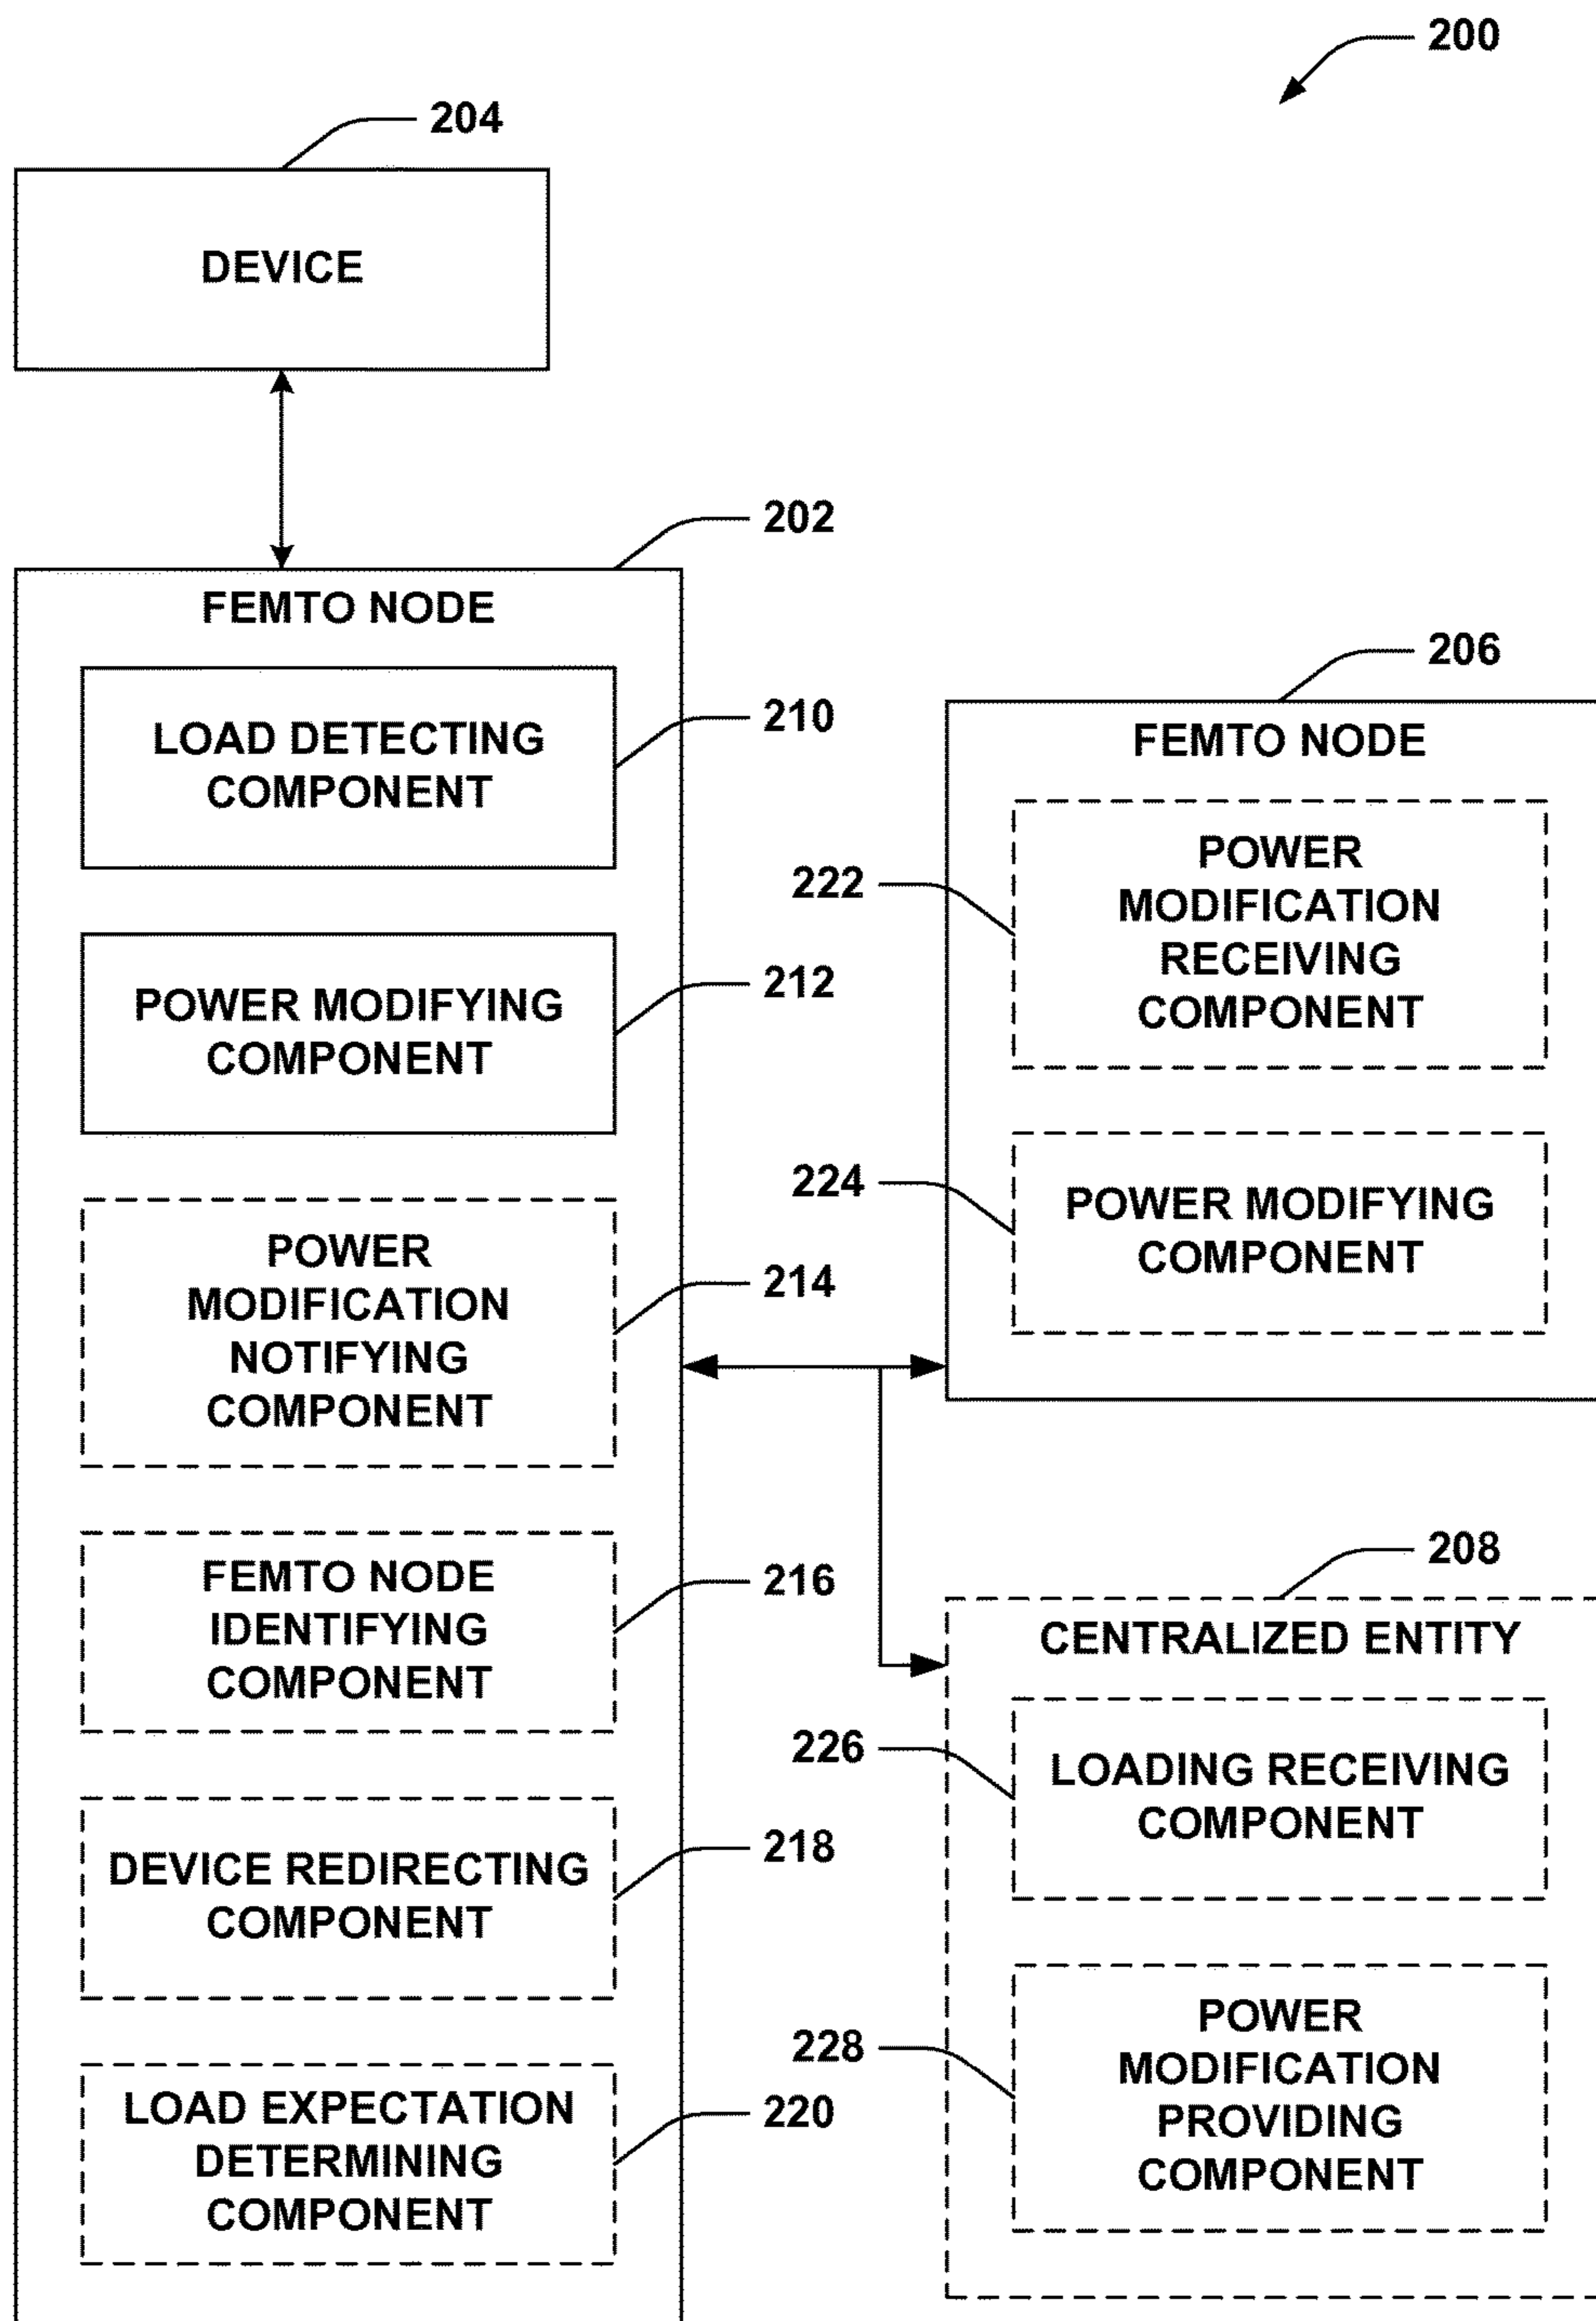 200
204
DEVICE
202
FEMTO NODE
LOAD DETECTING
COMPONENT
210
POWER MODIFYING
COMPONENT
212
POWER
MODIFICATION
NOTIFYING
COMPONENT
214
FEMTO NODE
IDENTIFYING
COMPONENT
216
DEVICE REDIRECTING
COMPONENT
218
LOAD EXPECTATION
DETERMINING
COMPONENT
220
206
FEMTO NODE
222
POWER
MODIFICATION
RECEIVING
COMPONENT
224
POWER MODIFYING
COMPONENT
208
CENTRALIZED ENTITY
226
LOADING RECEIVING
COMPONENT
228
POWER
MODIFICATION
PROVIDING
COMPONENT